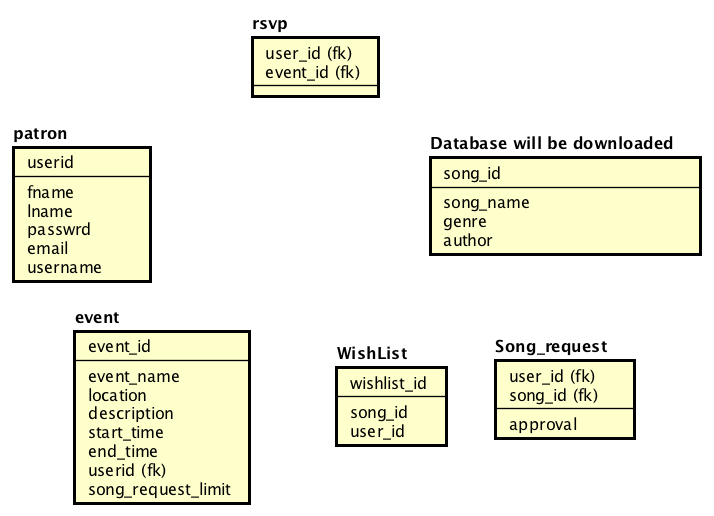 rsvp
user_id (fk)
event_id (fk)
patron
userid
fname
lname
passwrd
email
username
Database will be downloaded
song_id
song_name
genre
author
event
event_id
event_name
location
description
start_time
end_time
userid (fk)
song_request_limit
WishList
wishlist_id
song_id
user_id
Song_request
user_id (fk)
song_id (fk)
approval